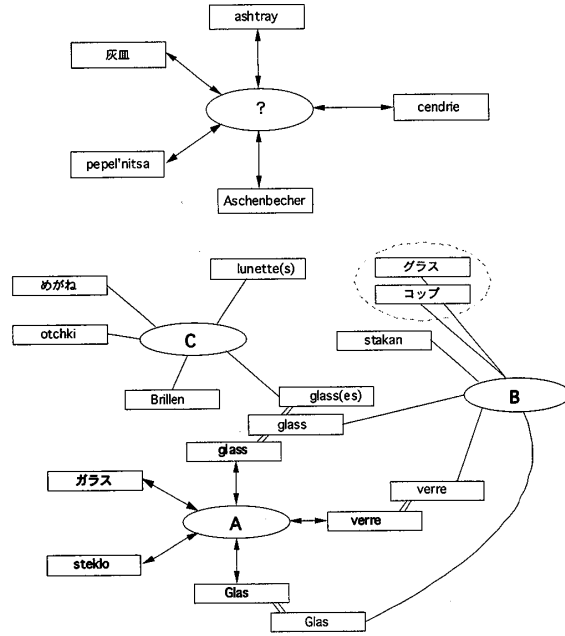 ashtray
灰皿
?
cendrie
pepel'nitsa
Aschenbecher
lunette(s)
グラス
めがね
コップ
otchki
C
stakan
Brillen
glass(es)
B
glass
glass
ガラス
verre
A
verre
steklo
Glas
Glas